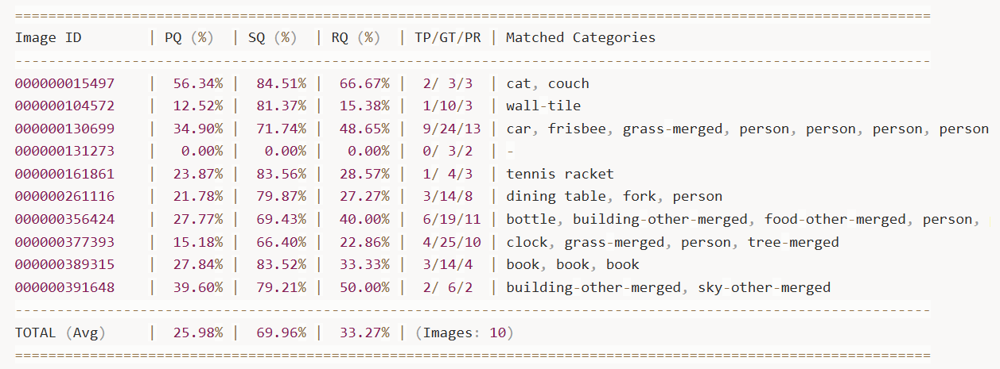 ==============================================================================================================
Image ID | PQ (%) | SQ (%) | RQ (%) | TP/GT/PR | Matched Categories
--------------------------------------------------------------------------------------------------------------
000000015497 | 56.34% | 84.51% | 66.67% | 2/ 3/3 | cat, couch
000000104572 | 12.52% | 81.37% | 15.38% | 1/10/3 | wall-tile
000000130699 | 34.90% | 71.74% | 48.65% | 9/24/13 | car, frisbee, grass-merged, person, person, person, person
000000131273 | 0.00% | 0.00% | 0.00% | 0/ 3/2 | -
000000161861 | 23.87% | 83.56% | 28.57% | 1/ 4/3 | tennis racket
000000261116 | 21.78% | 79.87% | 27.27% | 3/14/8 | dining table, fork, person
000000356424 | 27.77% | 69.43% | 40.00% | 6/19/11 | bottle, building-other-merged, food-other-merged, person,
000000377393 | 15.18% | 66.40% | 22.86% | 4/25/10 | clock, grass-merged, person, tree-merged
000000389315 | 27.84% | 83.52% | 33.33% | 3/14/4 | book, book, book
000000391648 | 39.60% | 79.21% | 50.00% | 2/ 6/2 | building-other-merged, sky-other-merged
--------------------------------------------------------------------------------------------------------------
TOTAL (Avg) | 25.98% | 69.96% | 33.27% | (Images: 10)
==============================================================================================================